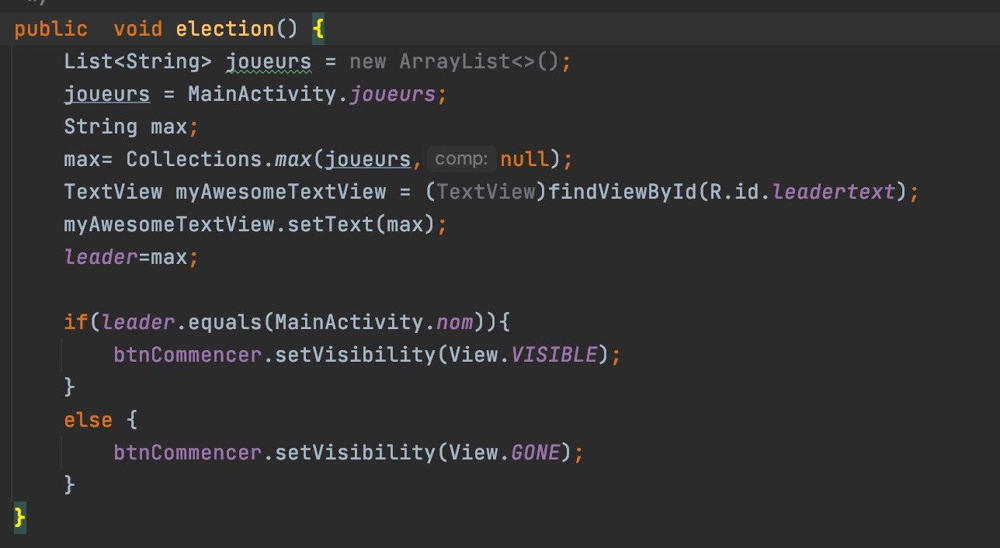 public  void election() {
    List<String> joueurs = new ArrayList<>();
    joueurs = MainActivity.joueurs;
    String max;
    max= Collections.max(joueurs, comp: null);
    TextView myAwesomeTextView = (TextView)findViewById(R.id.leadertext);
    myAwesomeTextView.setText(max);
    leader=max;
    if(leader.equals(MainActivity.nom)){
        btnCommencer.setVisibility(View.VISIBLE);
    }
    else {
        btnCommencer.setVisibility(View.GONE);
    }
}